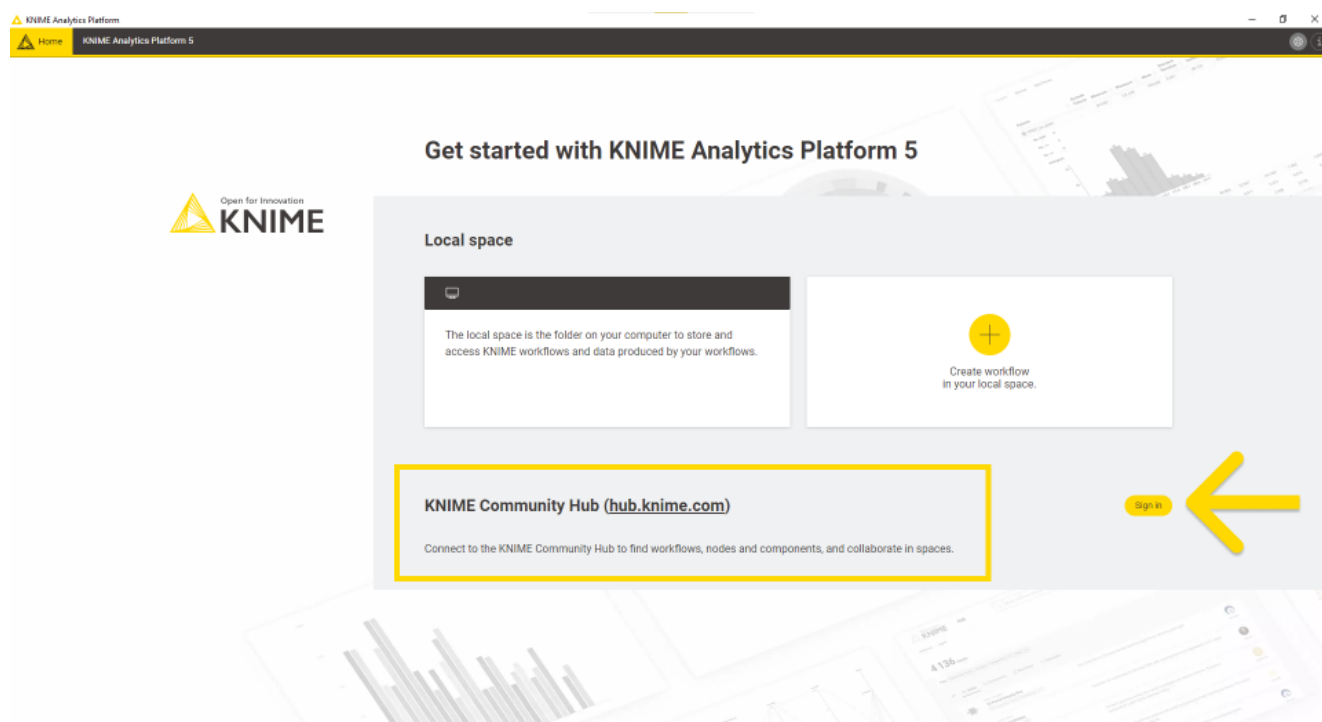 KNIME Analytics Platform
Home
KNIME Analytics Platform 5
Get started with KNIME Analytics Platform 5
Open for Innovation
KNIME
Local space
The local space is the folder on your computer to store and
access KNIME workflows and data produced by your workflows.
Create workflow
in your local space.
KNIME Community Hub (hub.knime.com)
Sign in
Connect to the KNIME Community Hub to find workflows, nodes and components, and collaborate in spaces.
KNIME
4136